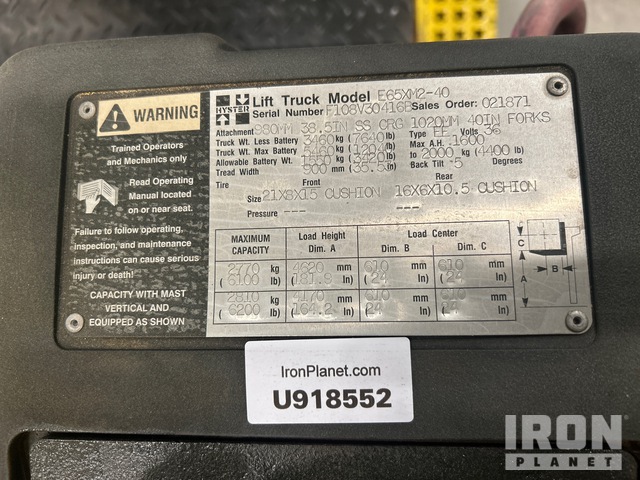 WARNING
Trained Operators
and Mechanics only
Read Operating
Manual located
on or near seat.
Failure to follow operating,
inspection, and maintenance
instructions can cause serious
injury or death!
CAPACITY WITH MAST
VERTICAL AND
EQUIPPED AS SHOWN
HYSTER
Lift Truck Model E65XM2-40
Serial Number F108V30416B Sales Order: 021871
Attachment 980MM 38.5IN SS CRG 1020MM 40IN FORKS
Truck Wt. Less Battery 3460 kg (7640 lb) Type EE Volts 36
Truck Wt. Max Battery kg lb) Max A.H. 1600
Allowable Battery Wt. 1550 kg (3420 lb) to 2000 kg (4400 lb)
Tread Width 900 mm (35.5 In) Back Tilt 5 Degrees
Tire Front Rear
Size 21X8X15 CUSHION 16X6X10.5 CUSHION
Pressure --- ---
MAXIMUM CAPACITY Load Height Dim. A Load Center Dim. B Dim. C
2770 kg 4620 mm 610 mm 610 mm
(6100 lb) (181.9 In) (24 In) (24 In)
2810 kg 4170 mm 610 mm 610 mm
(6200 lb) (164.2 In) (24 In) (24 In)
C
A
B
IronPlanet.com
U918552
IRON
PLANET